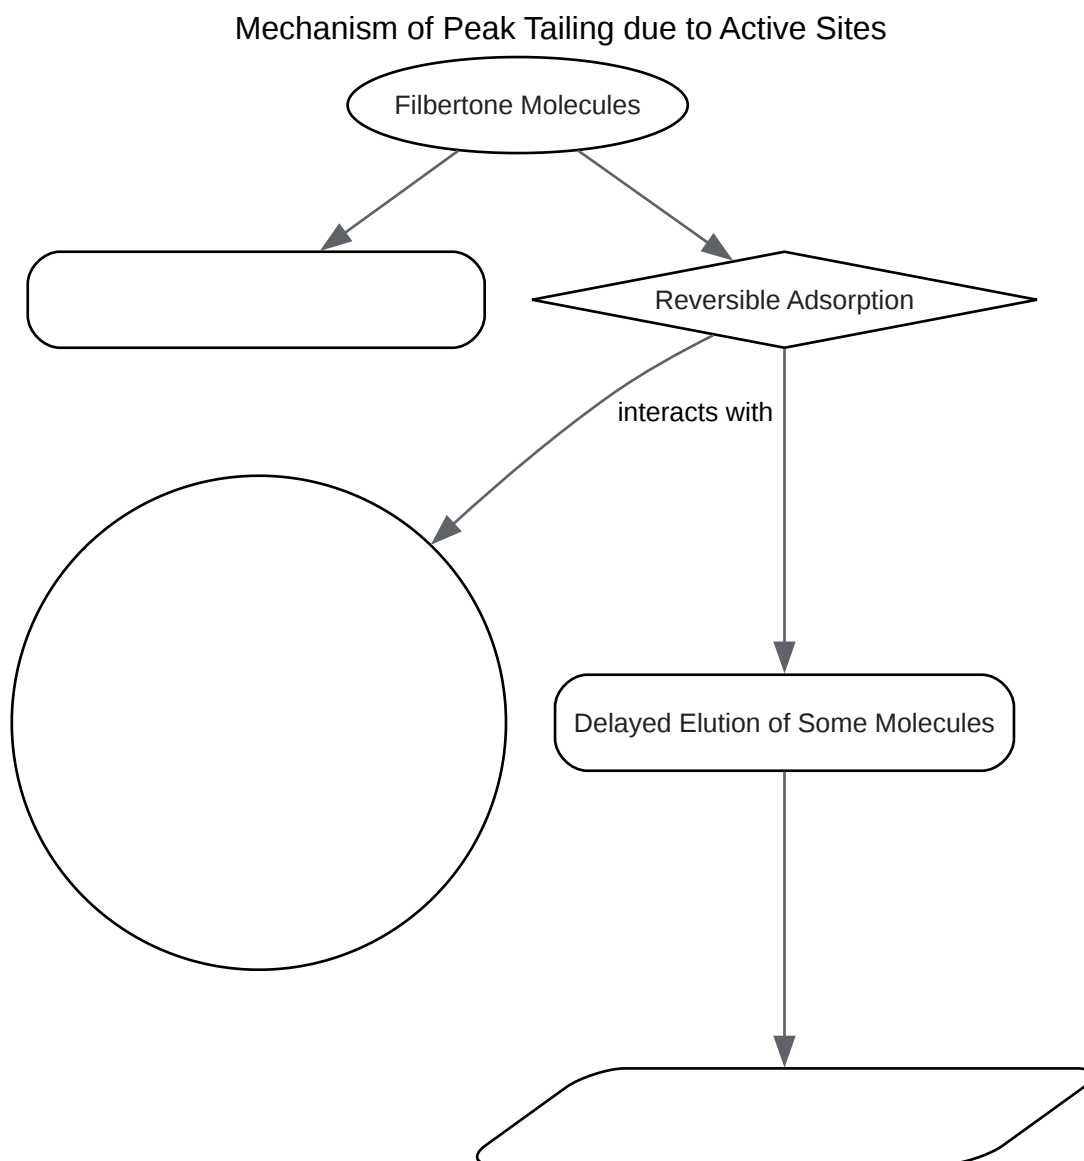 Mechanism of Peak Tailing due to Active Sites
Filbertone Molecules
Reversible Adsorption
interacts with
Delayed Elution of Some Molecules